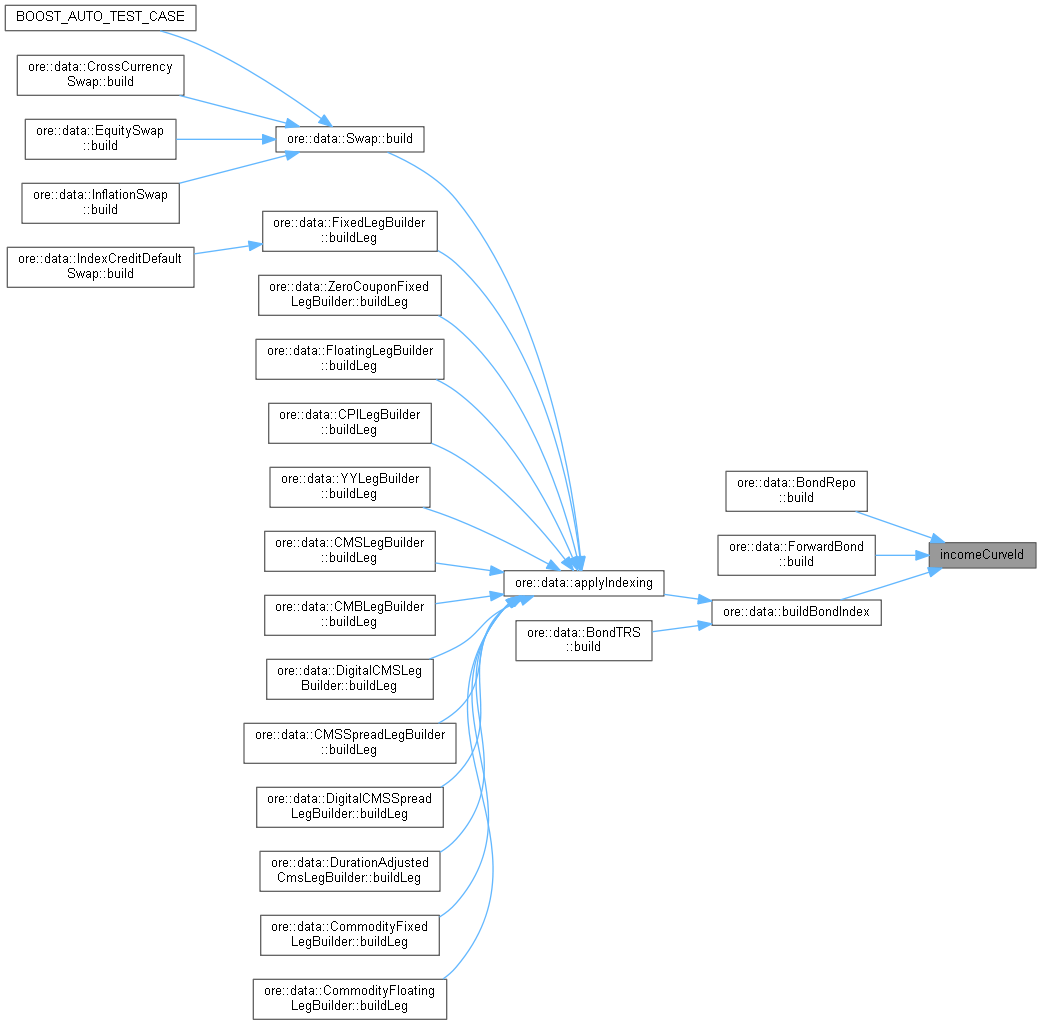 BOOST_AUTO_TEST_CASE
ore::data::CrossCurrency
Swap::build
ore::data::EquitySwap
::build
ore::data::InflationSwap
::build
ore::data::IndexCreditDefault
Swap::build
ore::data::Swap::build
ore::data::FixedLegBuilder
::buildLeg
ore::data::ZeroCouponFixed
LegBuilder::buildLeg
ore::data::FloatingLegBuilder
::buildLeg
ore::data::CPILegBuilder
::buildLeg
ore::data::YYLegBuilder
::buildLeg
ore::data::CMSLegBuilder
::buildLeg
ore::data::CMBLegBuilder
::buildLeg
ore::data::DigitalCMSLeg
Builder::buildLeg
ore::data::CMSSpreadLegBuilder
::buildLeg
ore::data::DigitalCMSSpread
LegBuilder::buildLeg
ore::data::DurationAdjusted
CmsLegBuilder::buildLeg
ore::data::CommodityFixed
LegBuilder::buildLeg
ore::data::CommodityFloating
LegBuilder::buildLeg
ore::data::applyIndexing
ore::data::BondTRS
::build
ore::data::BondRepo
::build
ore::data::ForwardBond
::build
ore::data::buildBondIndex
incomeCurveId